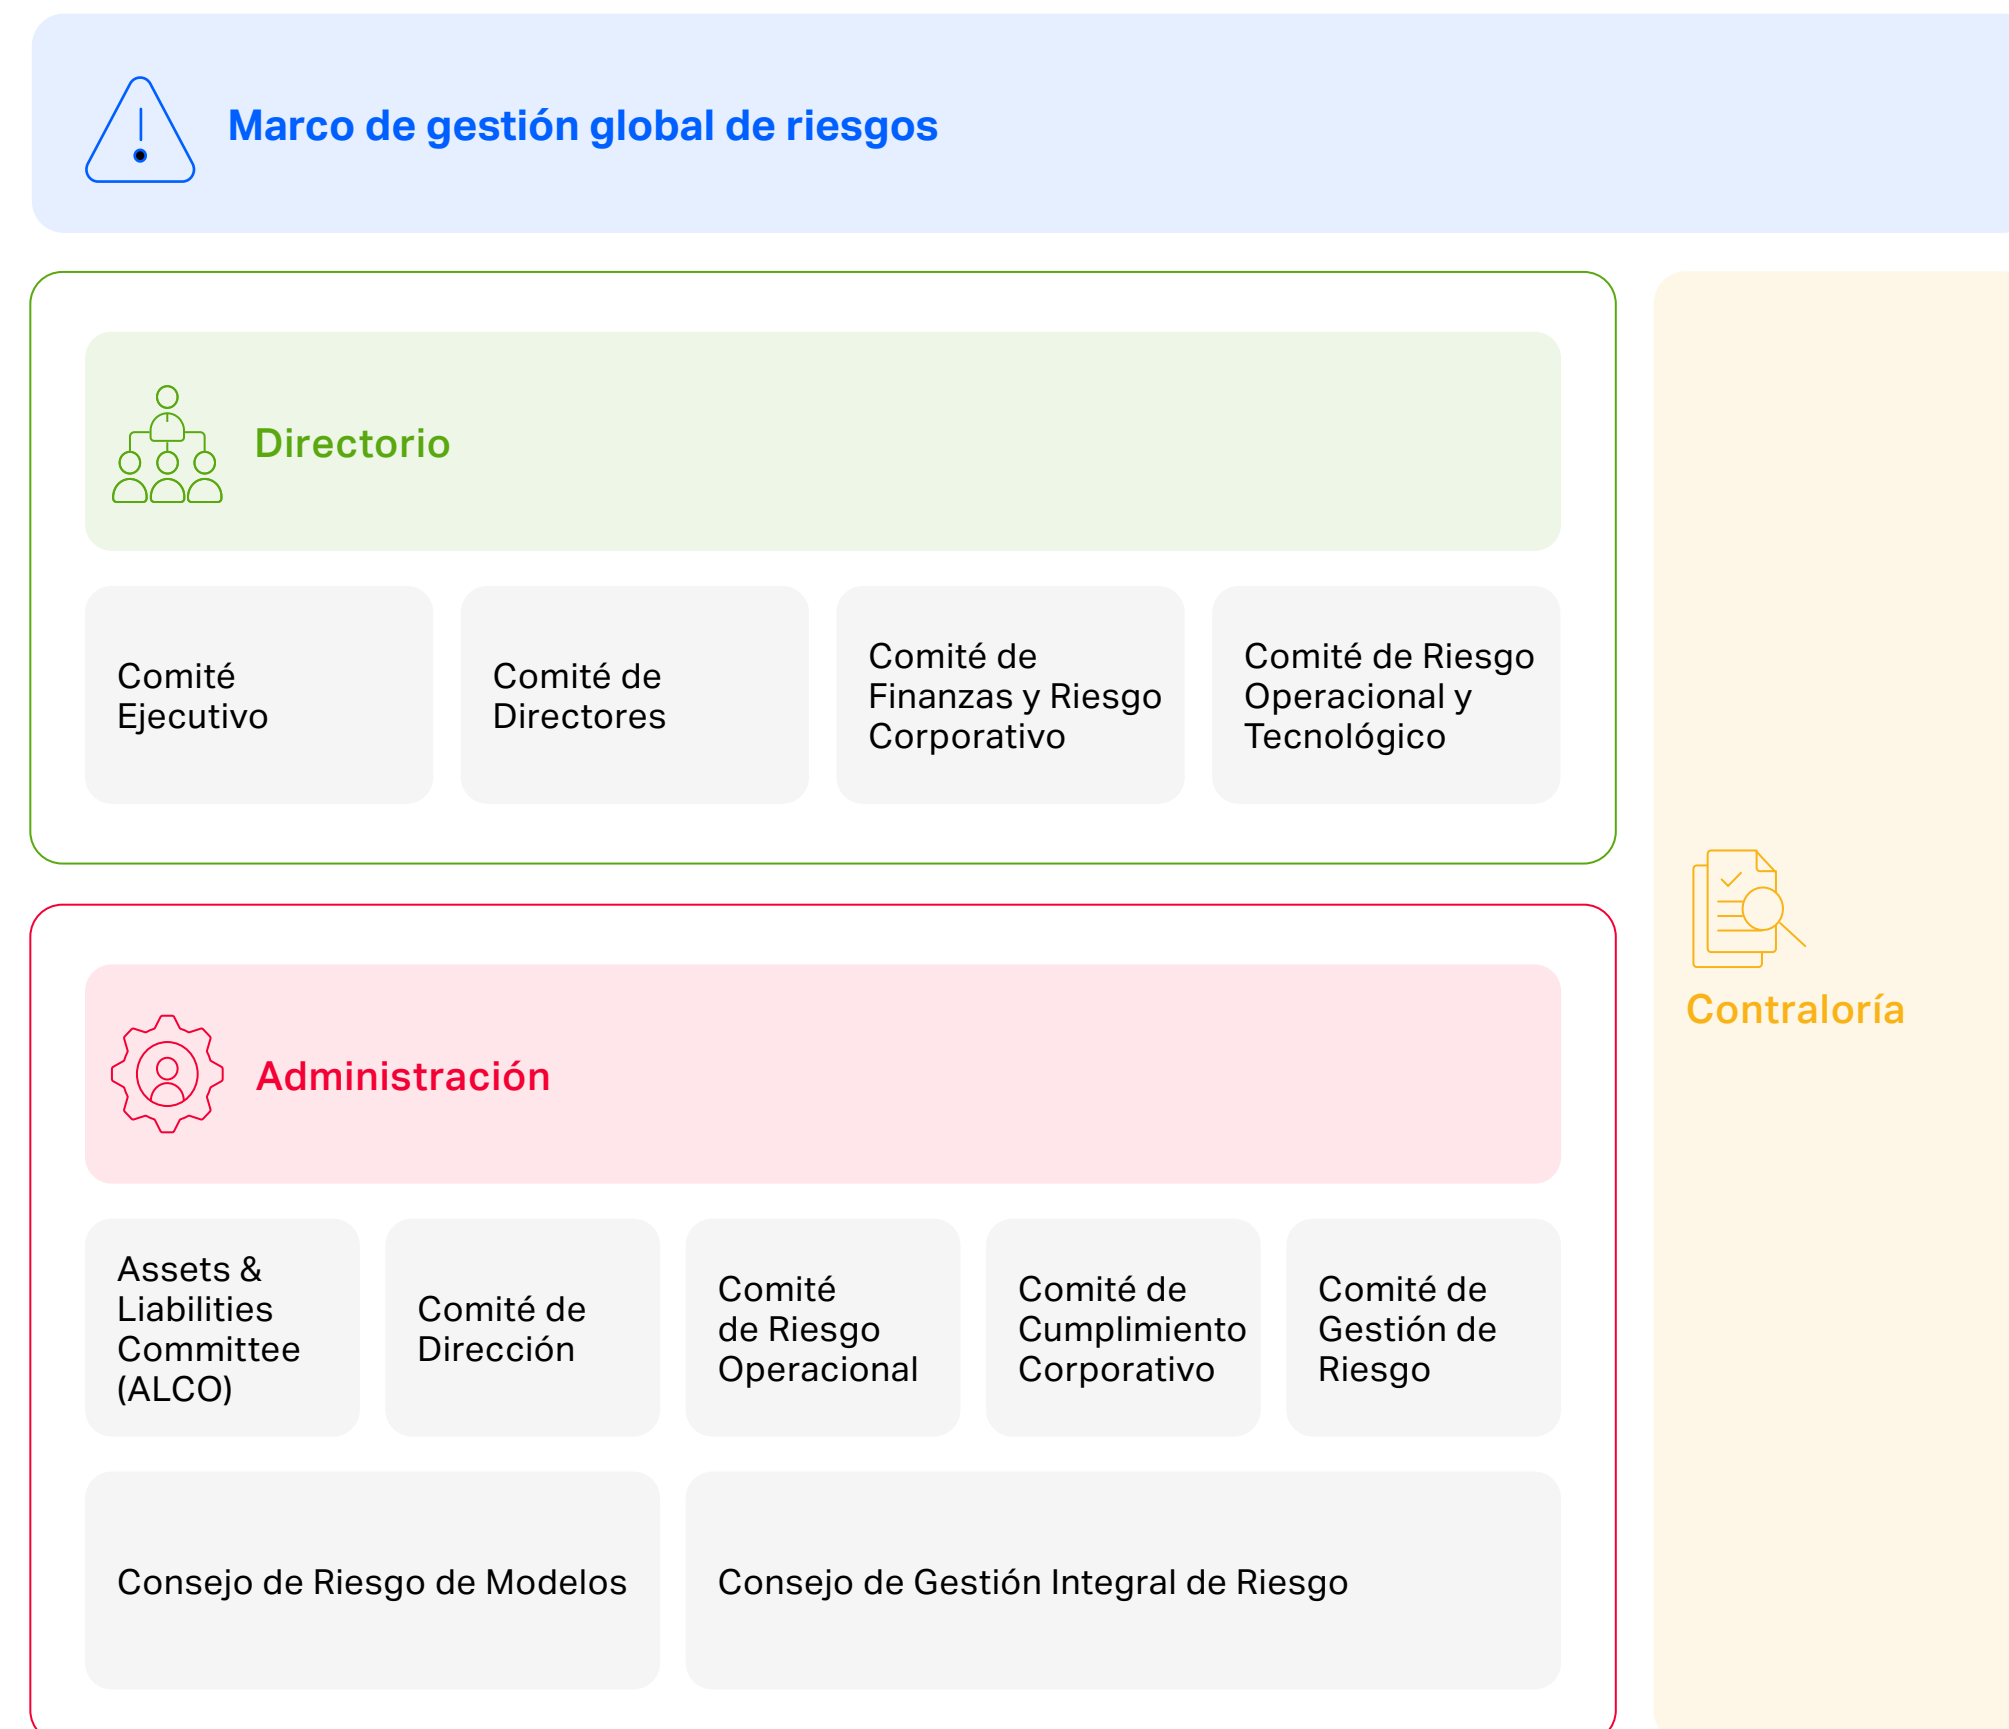 Marco de gestión global de riesgos
Directorio
Comité
Ejecutivo
Comité de
Directores
Comité de
Finanzas y Riesgo
Corporativo
Comité de Riesgo
Operacional y
Tecnológico
Administración
Assets &
Liabilities
Committee
(ALCO)
Comité de
Dirección
Comité
de Riesgo
Operacional
Comité de
Cumplimiento
Corporativo
Comité de
Gestión de
Riesgo
Consejo de Riesgo de Modelos
Consejo de Gestión Integral de Riesgo
Contraloría